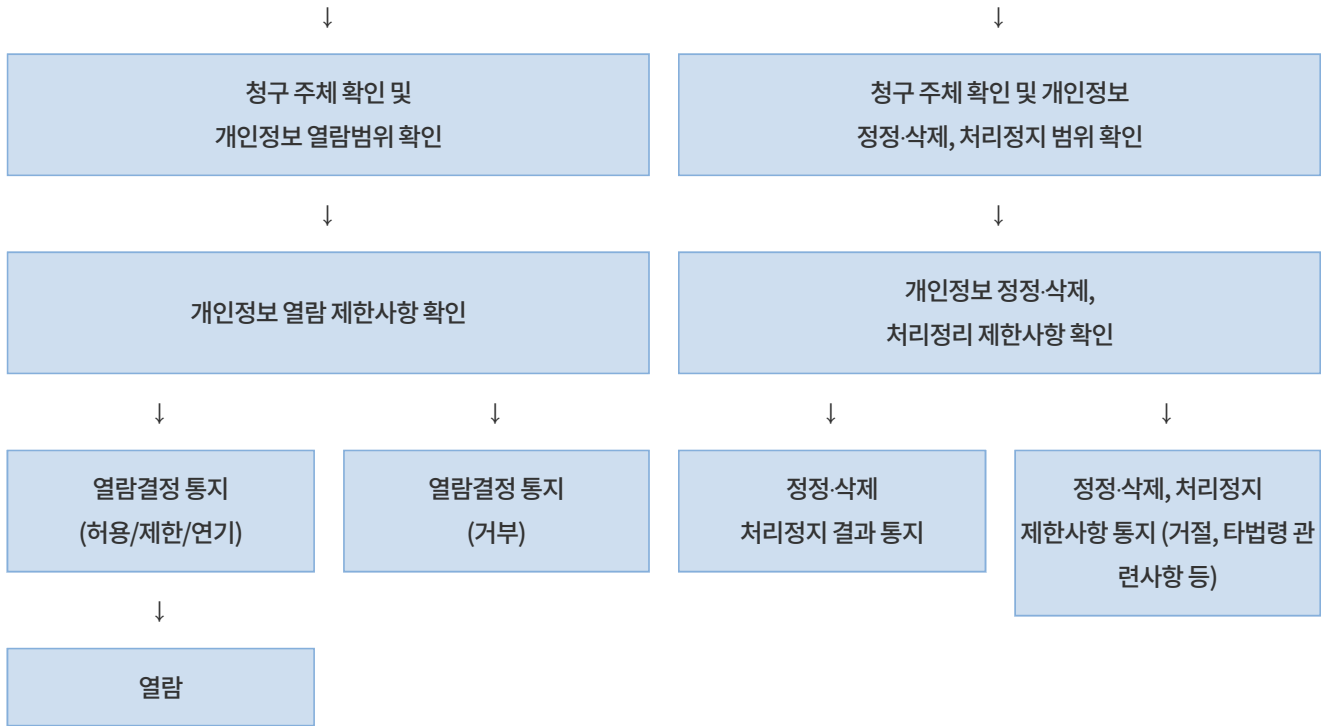 ↓
↓
청구 주체 확인 및
개인정보 열람범위 확인
청구 주체 확인 및 개인정보
정정·삭제, 처리정지 범위 확인
↓
↓
개인정보 열람 제한사항 확인
개인정보 정정·삭제,
처리정리 제한사항 확인
↓
↓
↓
↓
열람결정 통지
(허용/제한/연기)
열람결정 통지
(거부)
정정·삭제
처리정지 결과 통지
정정·삭제, 처리정지
제한사항 통지 (거절, 타법령 관
련사항 등)
↓
열람